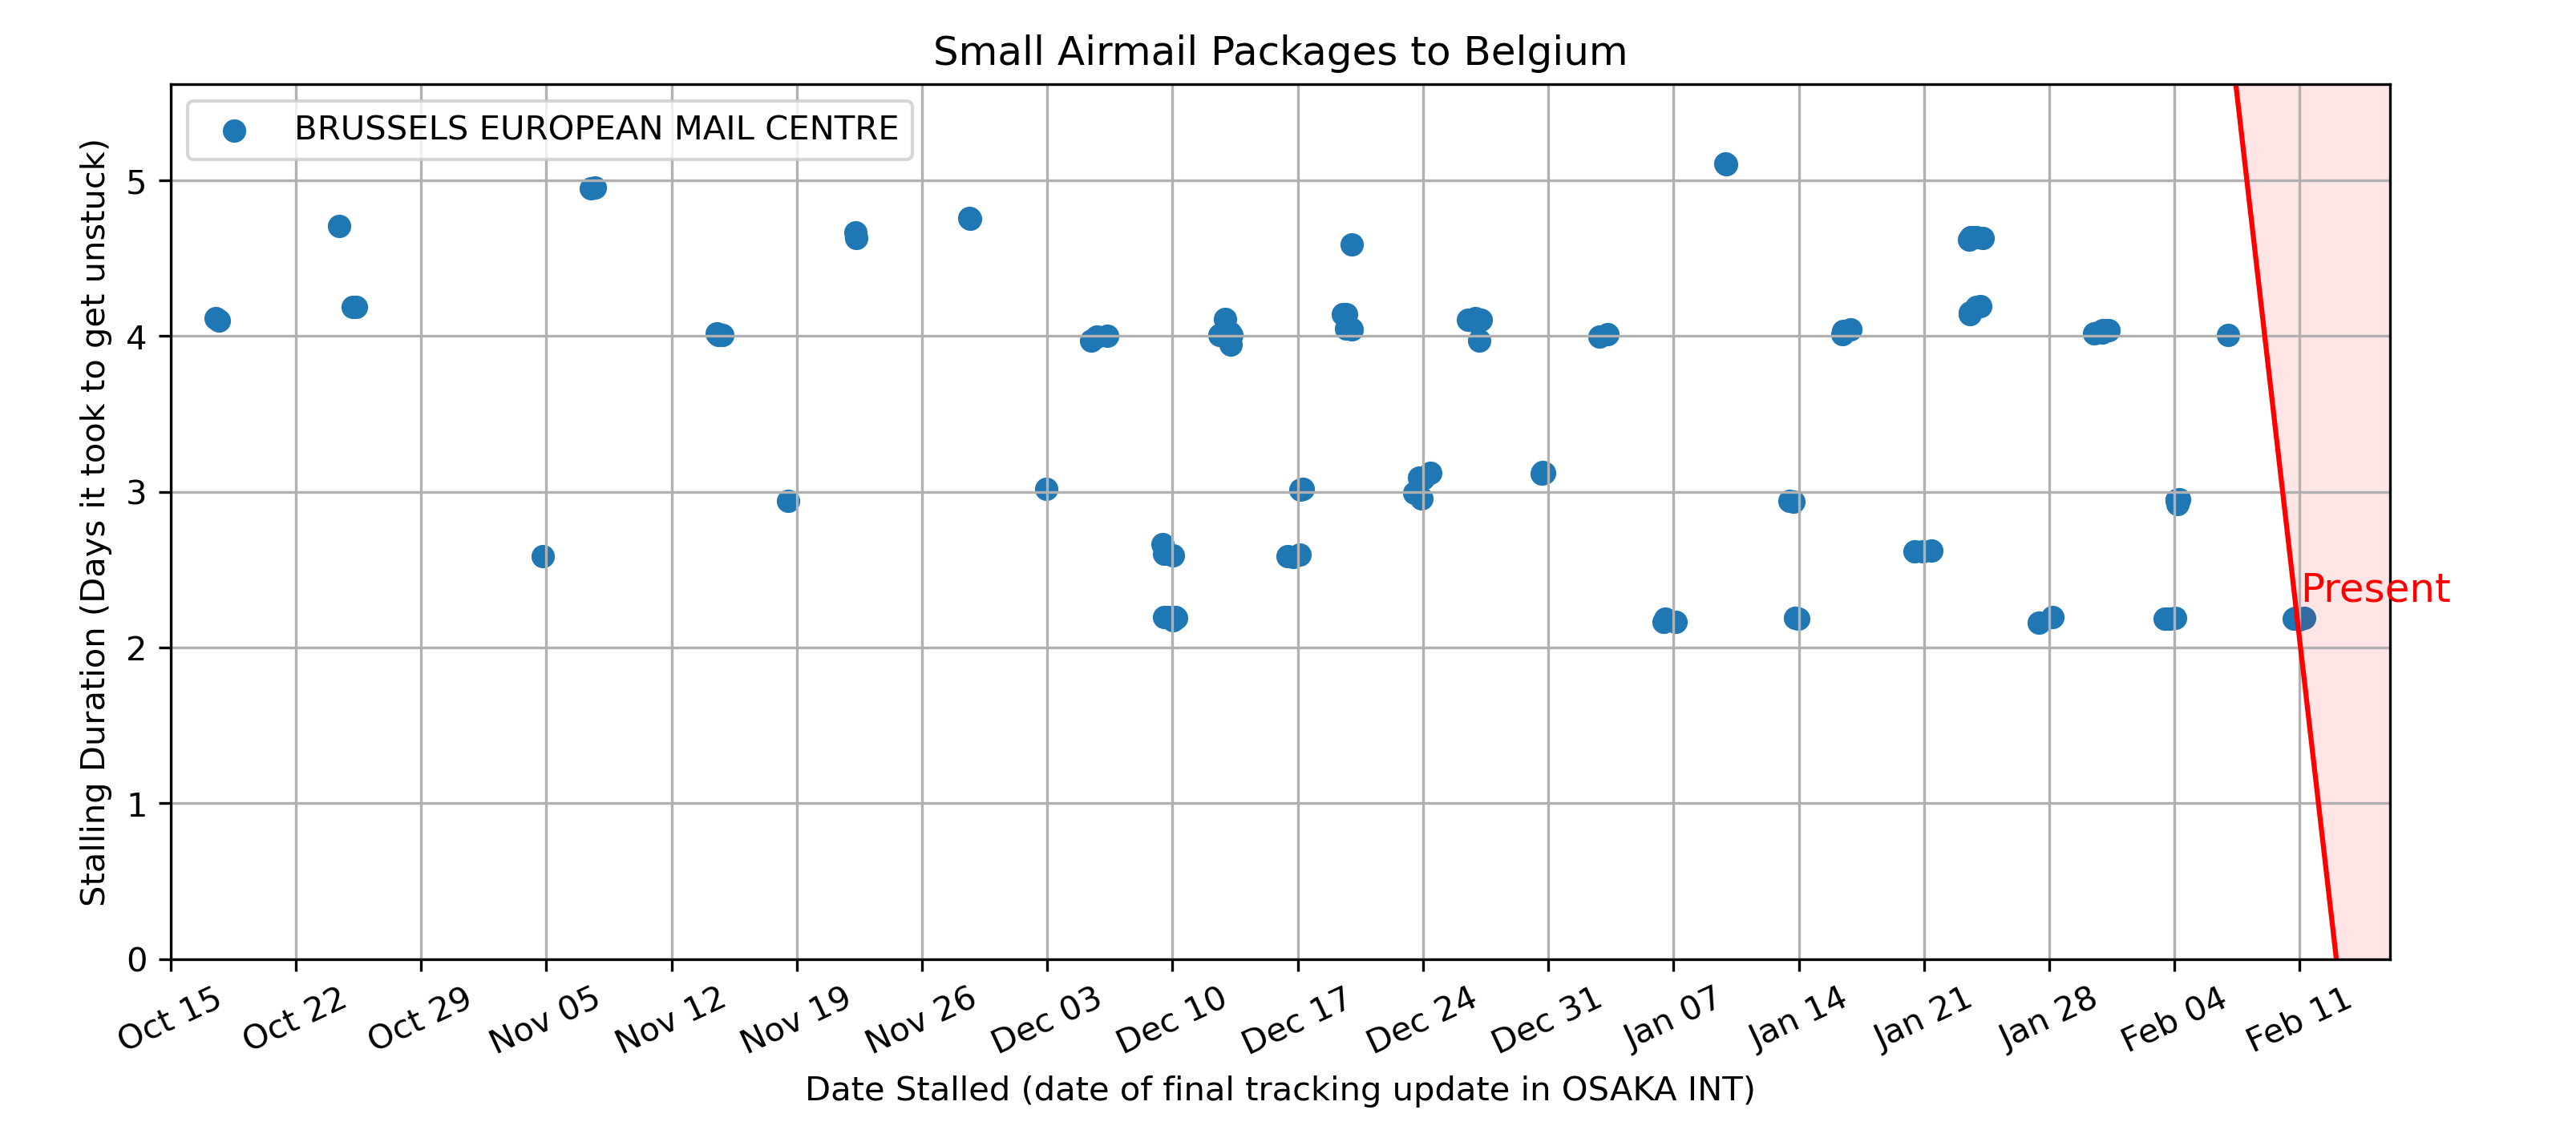 Small Airmail Packages to Belgium
BRUSSELS EUROPEAN MAIL CENTRE
Stalling Duration (Days it took to get unstuck)
5
4
3
2
1
0
Present
Oct 15
Oct 22
Oct 29
Nov 05
Nov 12
Nov 19
Nov 26
Dec 03
Dec 10
Dec 17
Dec 24
Dec 31
Jan 07
Jan 14
Jan 21
Jan 28
Feb 04
Feb 11
Date Stalled (date of final tracking update in OSAKA INT)